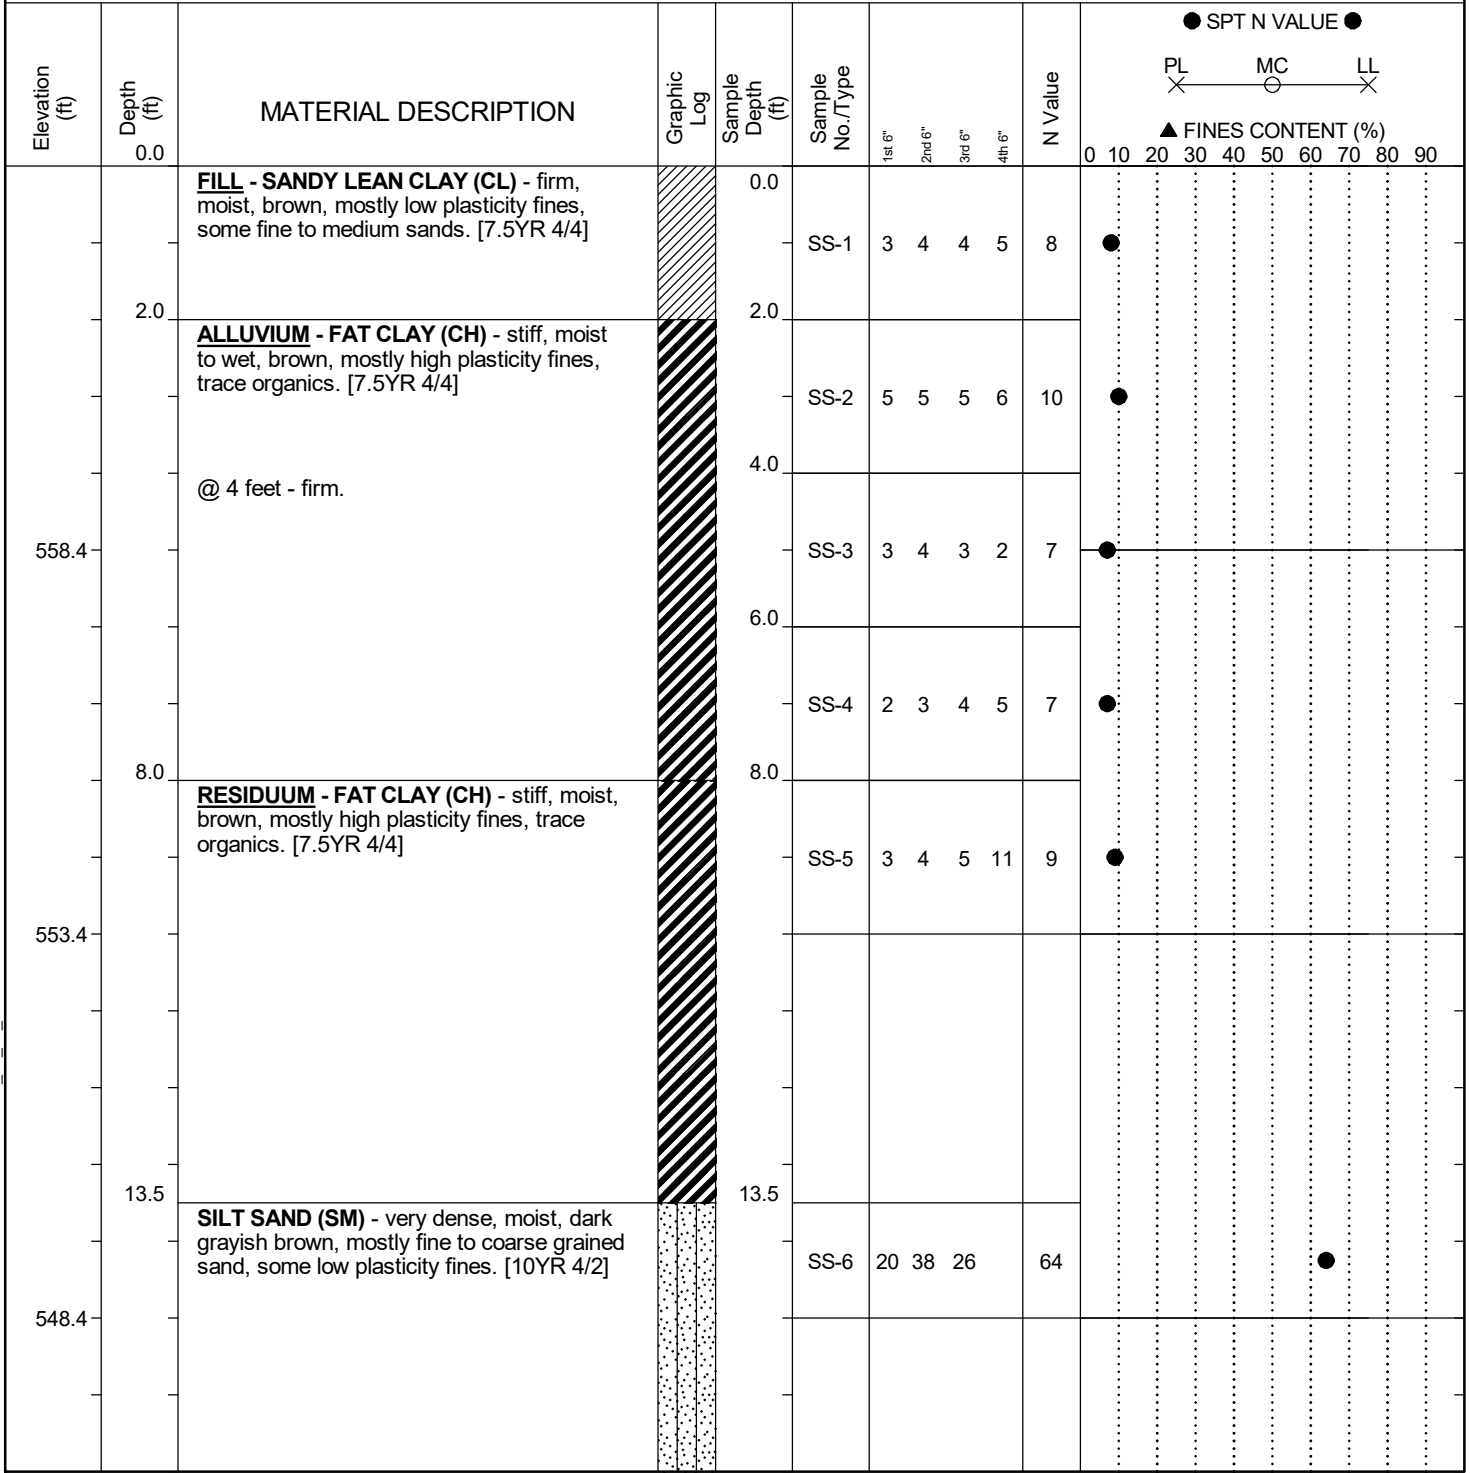 ● SPT N VALUE ●
PL MC LL
▲ FINES CONTENT (%)
0 10 20 30 40 50 60 70 80 90
Elevation (ft)
Depth (ft)
0.0
MATERIAL DESCRIPTION
Graphic Log
Sample Depth (ft)
Sample No./Type
1st 6"
2nd 6"
3rd 6"
4th 6"
N Value
FILL - SANDY LEAN CLAY (CL) - firm,
moist, brown, mostly low plasticity fines,
some fine to medium sands. [7.5YR 4/4]
0.0
SS-1 3 4 4 5 8
2.0
ALLUVIUM - FAT CLAY (CH) - stiff, moist
to wet, brown, mostly high plasticity fines,
trace organics. [7.5YR 4/4]
2.0
SS-2 5 5 5 6 10
4.0
@ 4 feet - firm.
558.4
SS-3 3 4 3 2 7
6.0
SS-4 2 3 4 5 7
8.0
8.0
RESIDUUM - FAT CLAY (CH) - stiff, moist,
brown, mostly high plasticity fines, trace
organics. [7.5YR 4/4]
SS-5 3 4 5 11 9
553.4
13.5
13.5
SILT SAND (SM) - very dense, moist, dark
grayish brown, mostly fine to coarse grained
sand, some low plasticity fines. [10YR 4/2]
SS-6 20 38 26 64
548.4